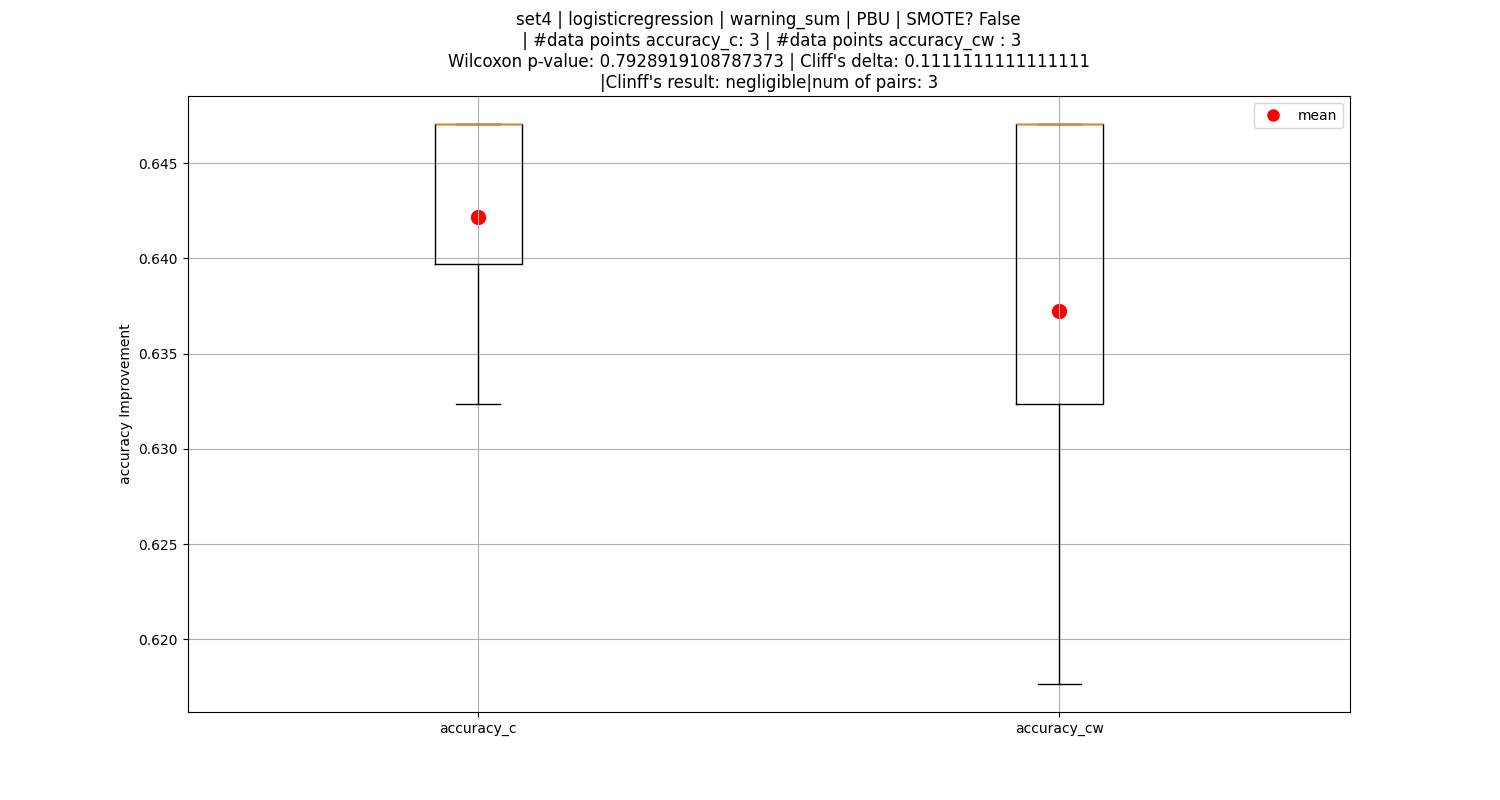 set4 | logisticregression | warning_sum | PBU | SMOTE? False
| #data points accuracy_c: 3 | #data points accuracy_cw : 3
Wilcoxon p-value: 0.7928919108787373 | Cliff's delta: 0.1111111111111111
|Clinff's result: negligible|num of pairs: 3
mean
0.645
0.640
0.635
0.630
0.625
0.620
accuracy Improvement
accuracy_c
accuracy_cw